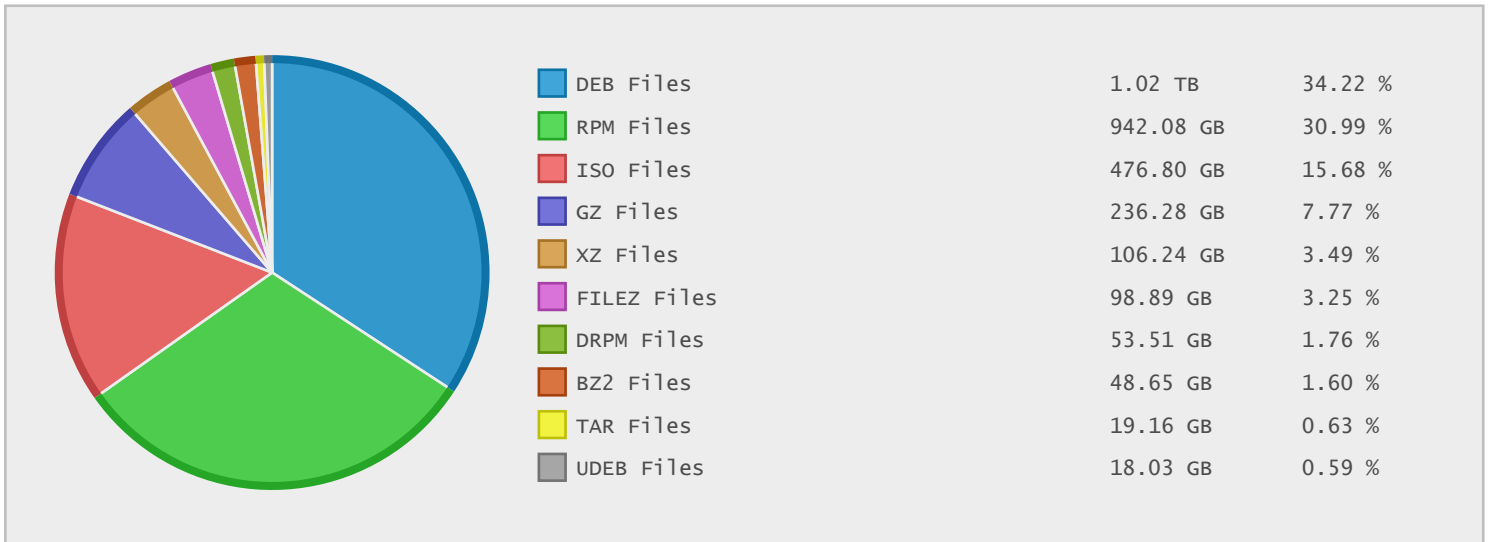 DEB Files 1.02 TB 34.22 %
RPM Files 942.08 GB 30.99 %
ISO Files 476.80 GB 15.68 %
GZ Files 236.28 GB 7.77 %
XZ Files 106.24 GB 3.49 %
FILEZ Files 98.89 GB 3.25 %
DRPM Files 53.51 GB 1.76 %
BZ2 Files 48.65 GB 1.60 %
TAR Files 19.16 GB 0.63 %
UDEB Files 18.03 GB 0.59 %